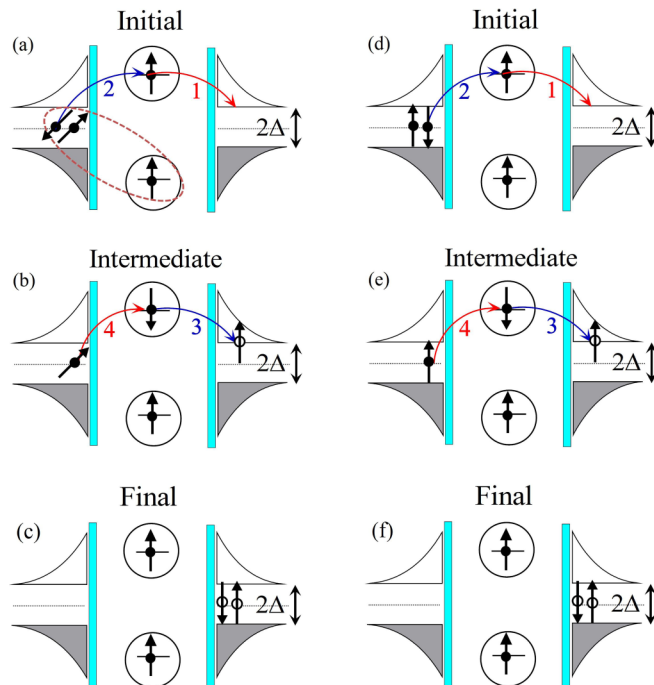 Initial
(a)
2
1
2Δ
Intermediate
(b)
4
3
2Δ
Final
(c)
2Δ
Initial
(d)
2
1
2Δ
Intermediate
(e)
4
3
2Δ
Final
(f)
2Δ